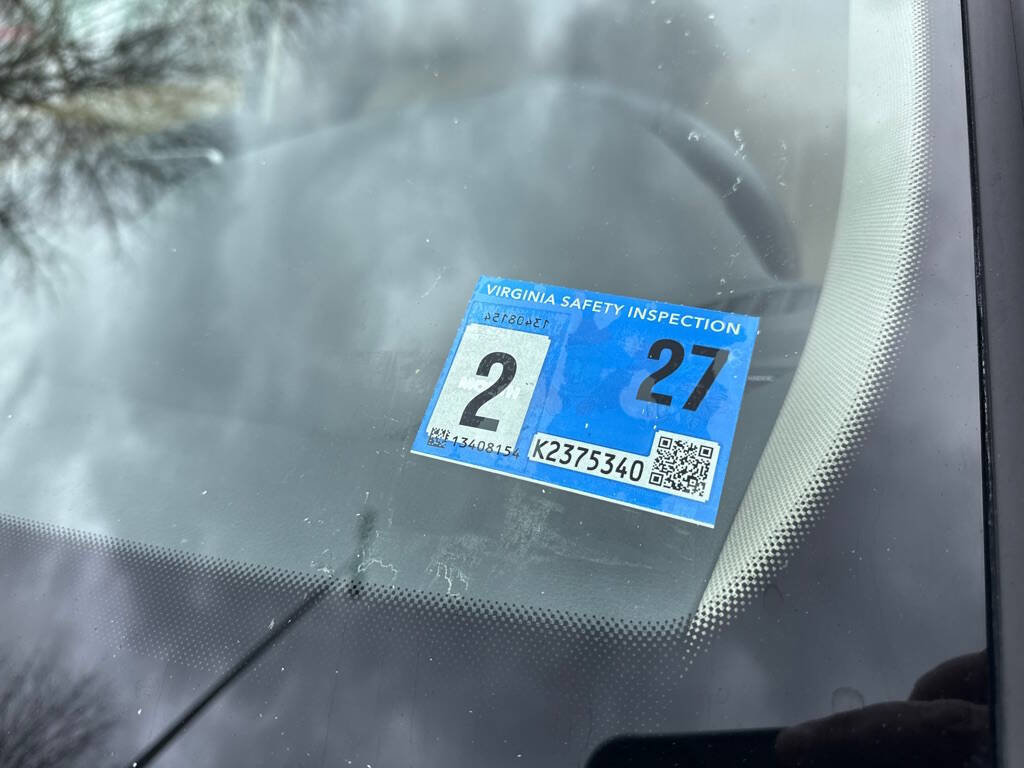 VIRGINIA SAFETY INSPECTION
13408154
2
27
13408154
K2375340